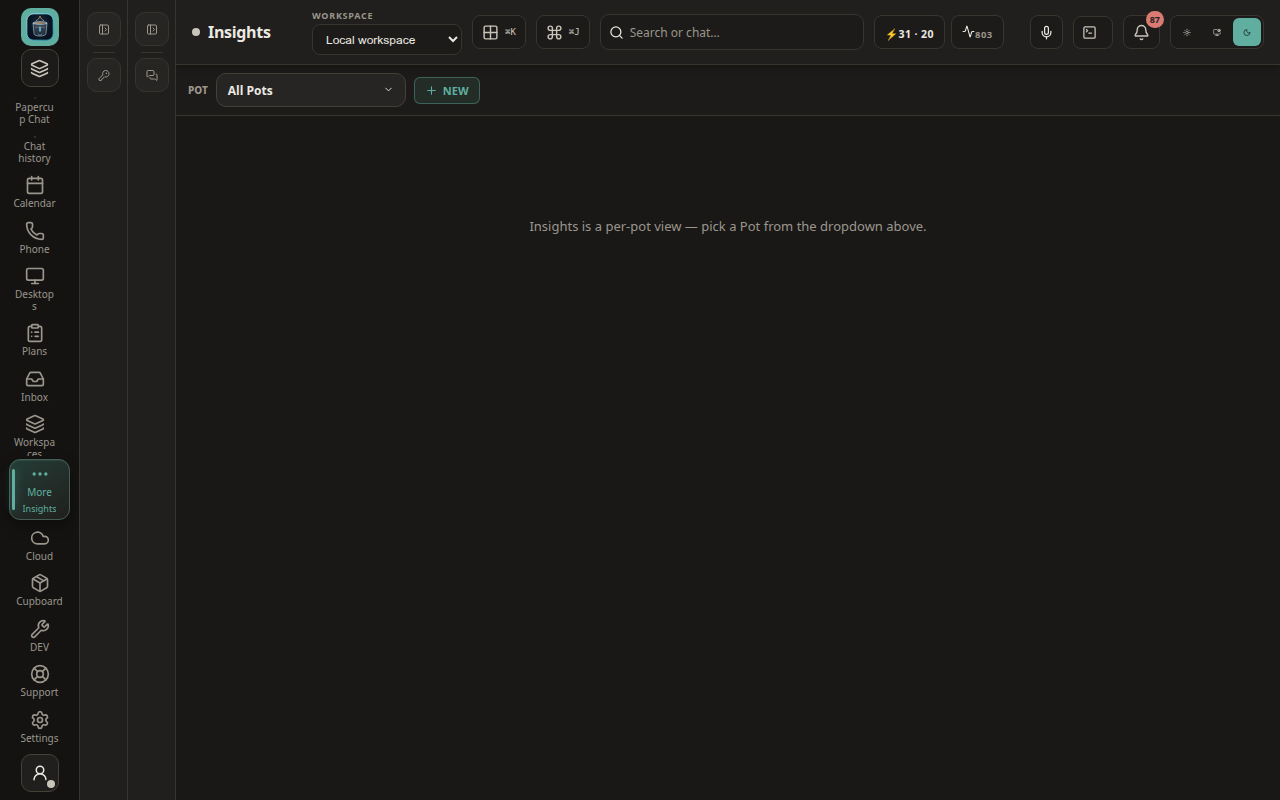 Insights
WORKSPACE
Local workspace
⌘K
⌘J
Search or chat...
⚡31 · 20
803
87
POT
All Pots
+ NEW
Insights is a per-pot view — pick a Pot from the dropdown above.
Papercu
p Chat
Chat
history
Calendar
Phone
Desktop
s
Plans
Inbox
Workspa
ces
More
Insights
Cloud
Cupboard
DEV
Support
Settings